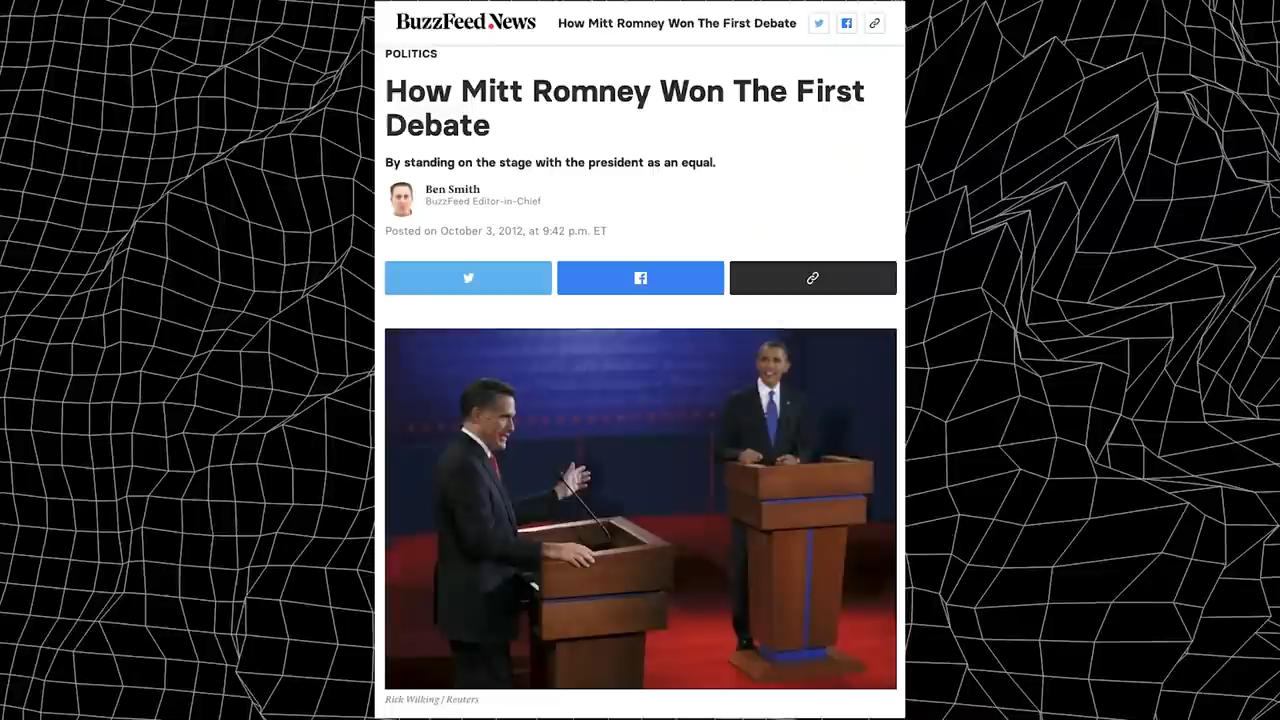 BuzzFeed News How Mitt Romney Won The First Debate
POLITICS
How Mitt Romney Won The First
Debate
By standing on the stage with the president as an equal.
Ben Smith
BuzzFeed Editor-in-Chief
Posted on October 3, 2012, at 9:42 p.m. ET
Rick Wilking / Reuters